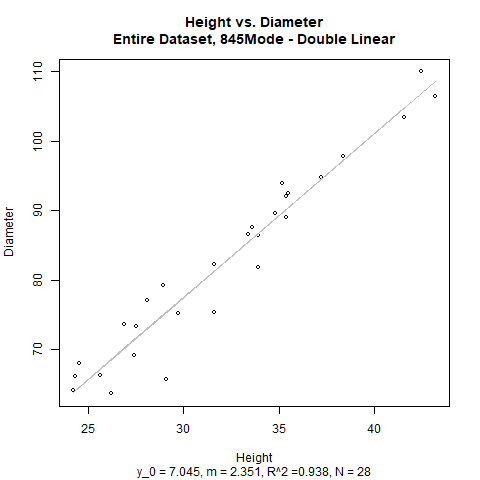 Height vs. Diameter
Entire Dataset, 845Mode - Double Linear
Diameter
110
100
90
80
70
25 30 35 40
Height
y_0 = 7.045, m = 2.351, R^2 =0.938, N = 28